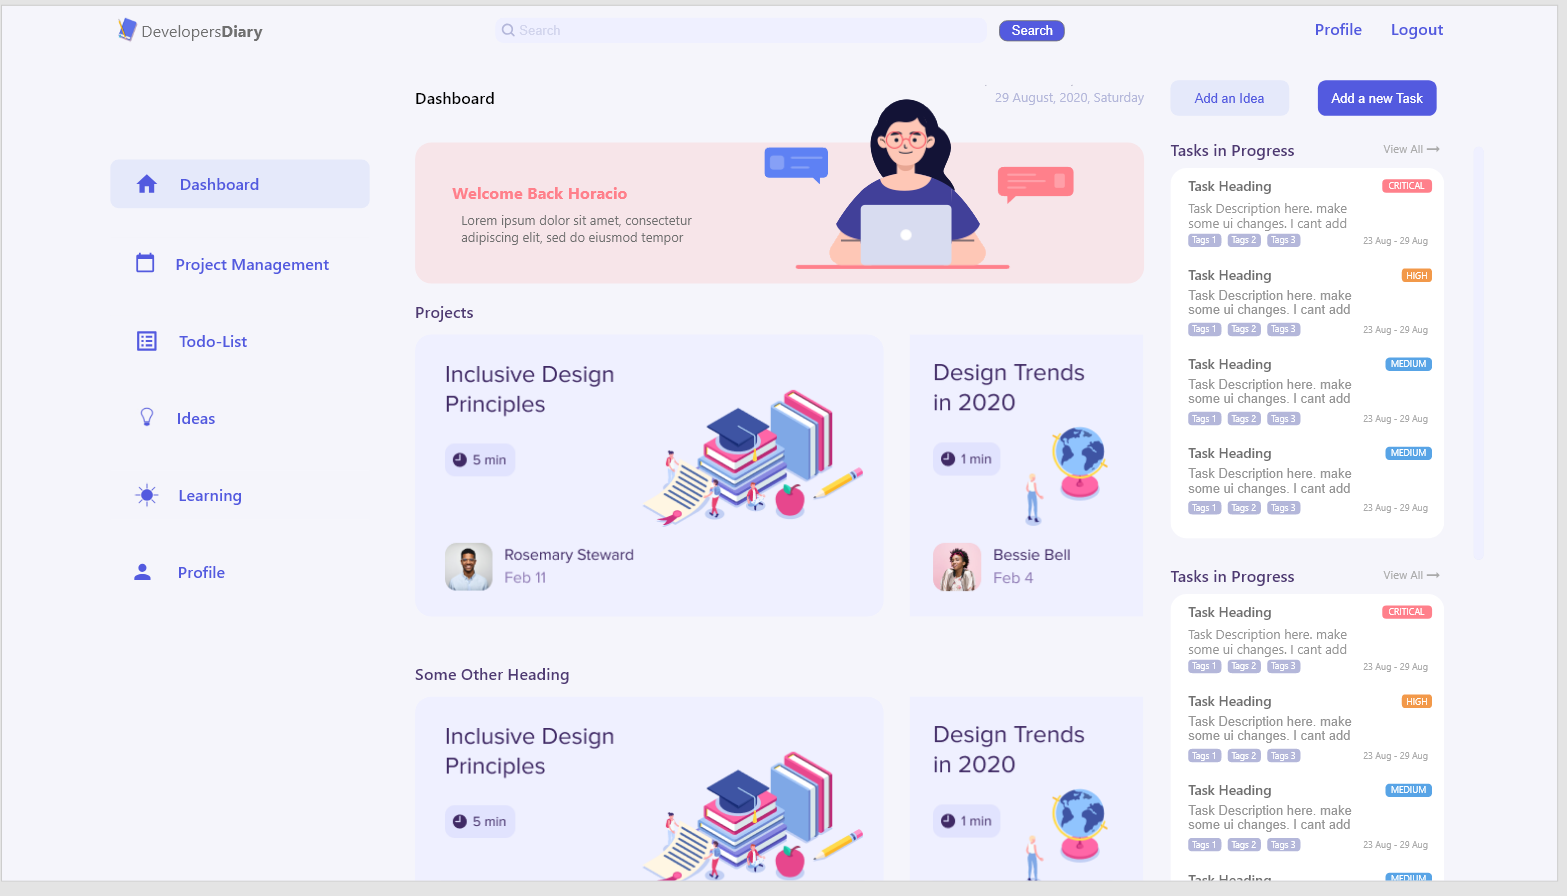 DevelopersDiary
Search
Search
Profile
Logout
Dashboard
29 August, 2020, Saturday
Add an Idea
Add a new Task
Dashboard
Project Management
Todo-List
Ideas
Learning
Profile
Welcome Back Horacio
Lorem ipsum dolor sit amet, consectetur
adipiscing elit, sed do eiusmod tempor
Projects
Inclusive Design
Principles
5 min
Rosemary Steward
Feb 11
Design Trends
in 2020
1 min
Bessie Bell
Feb 4
Some Other Heading
Inclusive Design
Principles
5 min
Design Trends
in 2020
1 min
Tasks in Progress
View All
Task Heading
CRITICAL
Task Description here. make
some ui changes. I cant add
Tags 1 Tags 2 Tags 3
23 Aug - 29 Aug
Task Heading
HIGH
Task Description here. make
some ui changes. I cant add
Tags 1 Tags 2 Tags 3
23 Aug - 29 Aug
Task Heading
MEDIUM
Task Description here. make
some ui changes. I cant add
Tags 1 Tags 2 Tags 3
23 Aug - 29 Aug
Task Heading
MEDIUM
Task Description here. make
some ui changes. I cant add
Tags 1 Tags 2 Tags 3
23 Aug - 29 Aug
Tasks in Progress
View All
Task Heading
CRITICAL
Task Description here. make
some ui changes. I cant add
Tags 1 Tags 2 Tags 3
23 Aug - 29 Aug
Task Heading
HIGH
Task Description here. make
some ui changes. I cant add
Tags 1 Tags 2 Tags 3
23 Aug - 29 Aug
Task Heading
MEDIUM
Task Description here. make
some ui changes. I cant add
Tags 1 Tags 2 Tags 3
23 Aug - 29 Aug
Task Heading
MEDIUM